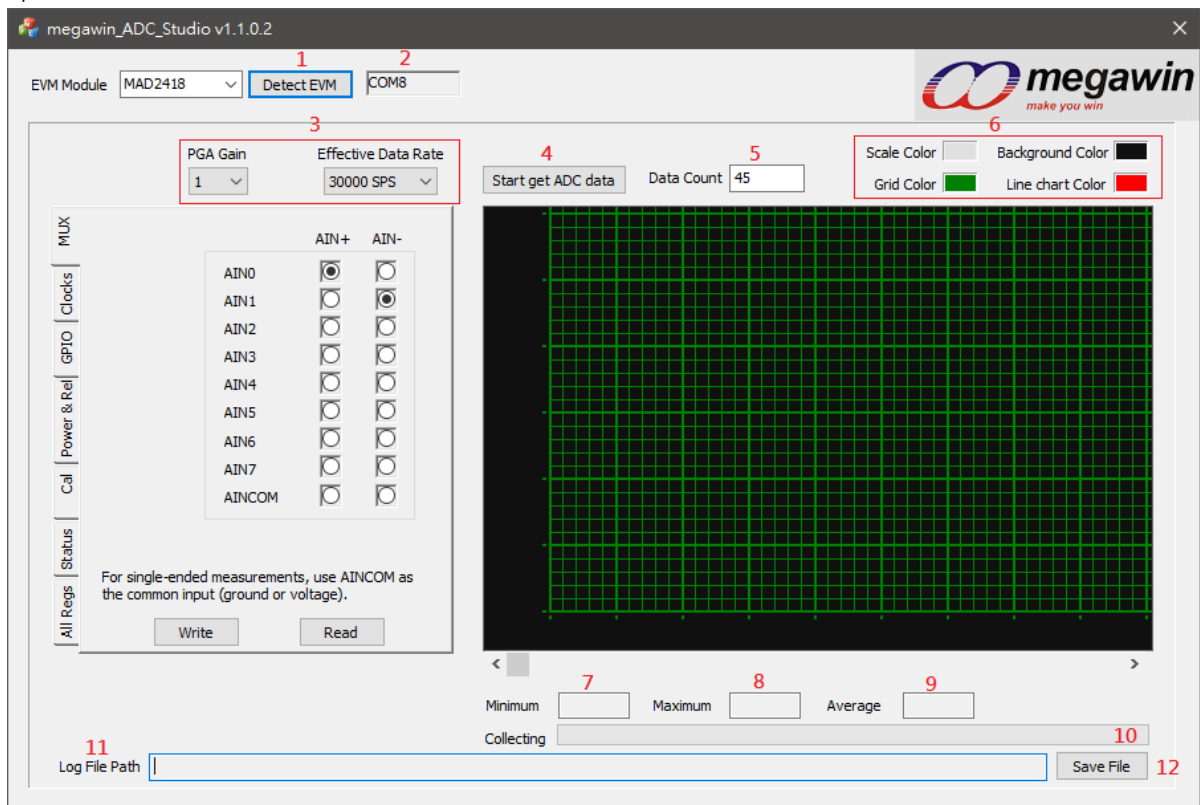 megawin_ADC_Studio v1.1.0.2
1 2
EVM Module MAD2418 Detect EVM COM8
megawin
make you win
3
PGA Gain Effective Data Rate
1 30000 SPS
4 5
Start get ADC data Data Count 45
6
Scale Color Background Color
Grid Color Line chart Color
MUX
Clocks
GPIO
Power & Rel
Cal
Status
All Regs
AIN+ AIN-
AIN0
AIN1
AIN2
AIN3
AIN4
AIN5
AIN6
AIN7
AINCOM
For single-ended measurements, use AINCOM as
the common input (ground or voltage).
Write Read
7 8 9
Minimum Maximum Average
Collecting 10
11
Log File Path Save File 12